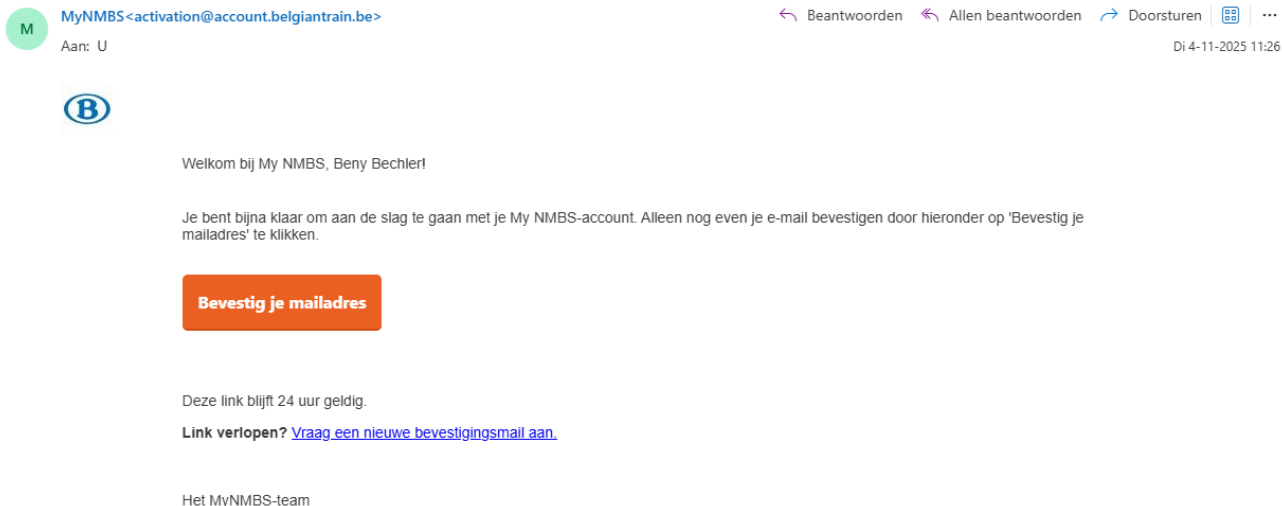 M
MyNMBS<activation@account.belgiantrain.be>
Beantwoorden
Allen beantwoorden
Doorsturen
Aan: U
Di 4-11-2025 11:26
B
Welkom bij My NMBS, Beny Bechler!
Je bent bijna klaar om aan de slag te gaan met je My NMBS-account. Alleen nog even je e-mail bevestigen door hieronder op 'Bevestig je
mailadres' te klikken.
Bevestig je mailadres
Deze link blijft 24 uur geldig.
Link verlopen? Vraag een nieuwe bevestigingsmail aan.
Het MyNMBS-team